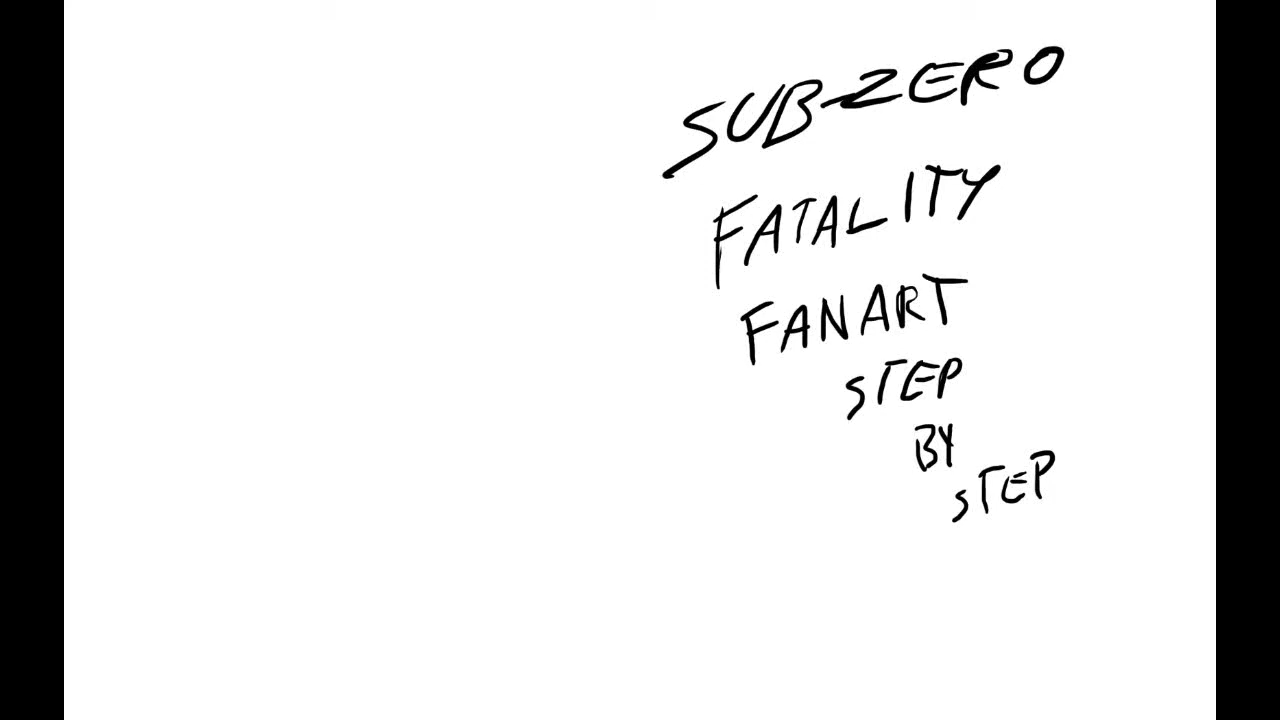 SUB-ZERO
FATALITY
FANART
STEP
BY
STEP